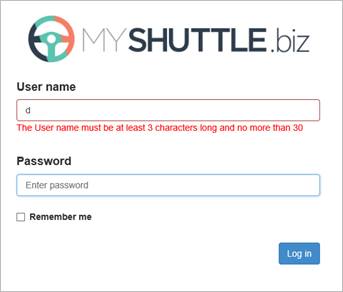 MYSHUTTLE.biz
User name
d
The User name must be at least 3 characters long and no more than 30
Password
Enter password
Remember me
Log in